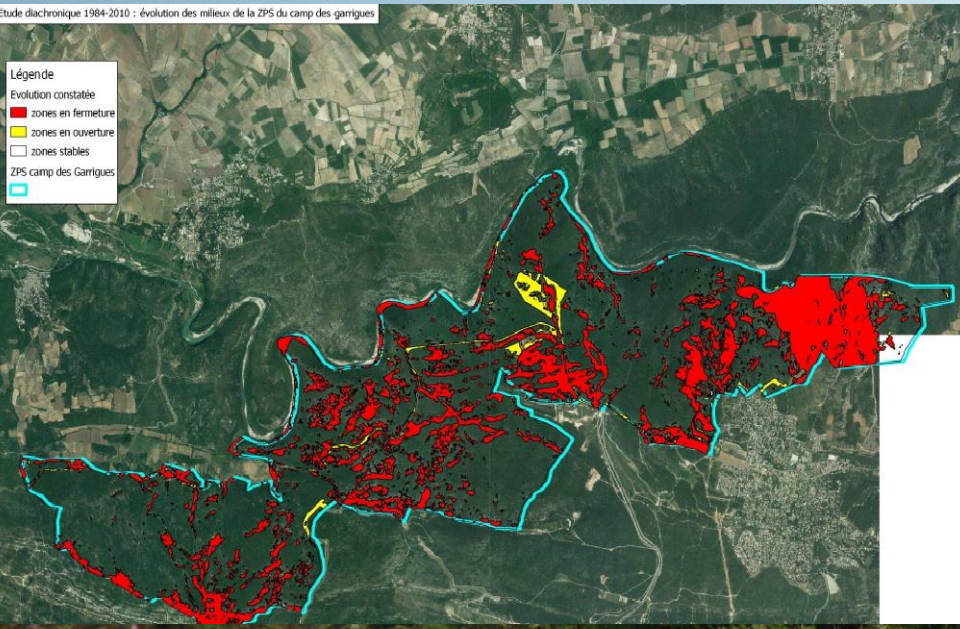 Etude diachronique 1984-2010 : évolution des milieux de la ZPS du camp des garrigues
Légende
Evolution constatée
zones en fermeture
zones en ouverture
zones stables
ZPS camp des Garrigues